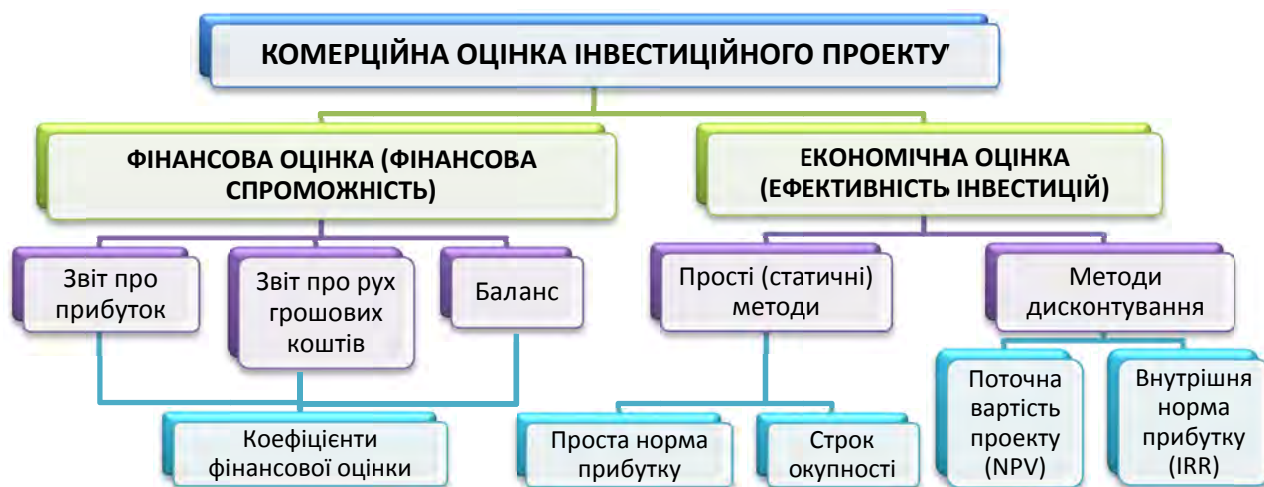 КОМЕРЦІЙНА ОЦІНКА ІНВЕСТИЦІЙНОГО ПРОЕКТУ
ФІНАНСОВА ОЦІНКА (ФІНАНСОВА
СПРОМОЖНІСТЬ)
ЕКОНОМІЧНА ОЦІНКА
(ЕФЕКТИВНІСТЬ ІНВЕСТИЦІЙ)
Звіт про
прибуток
Звіт про рух
грошових
коштів
Баланс
Прості (статичні)
методи
Методи
дисконтування
Коефіцієнти
фінансової оцінки
Проста норма
прибутку
Строк
окупності
Поточна
вартість
проекту
(NPV)
Внутрішня
норма
прибутку
(IRR)